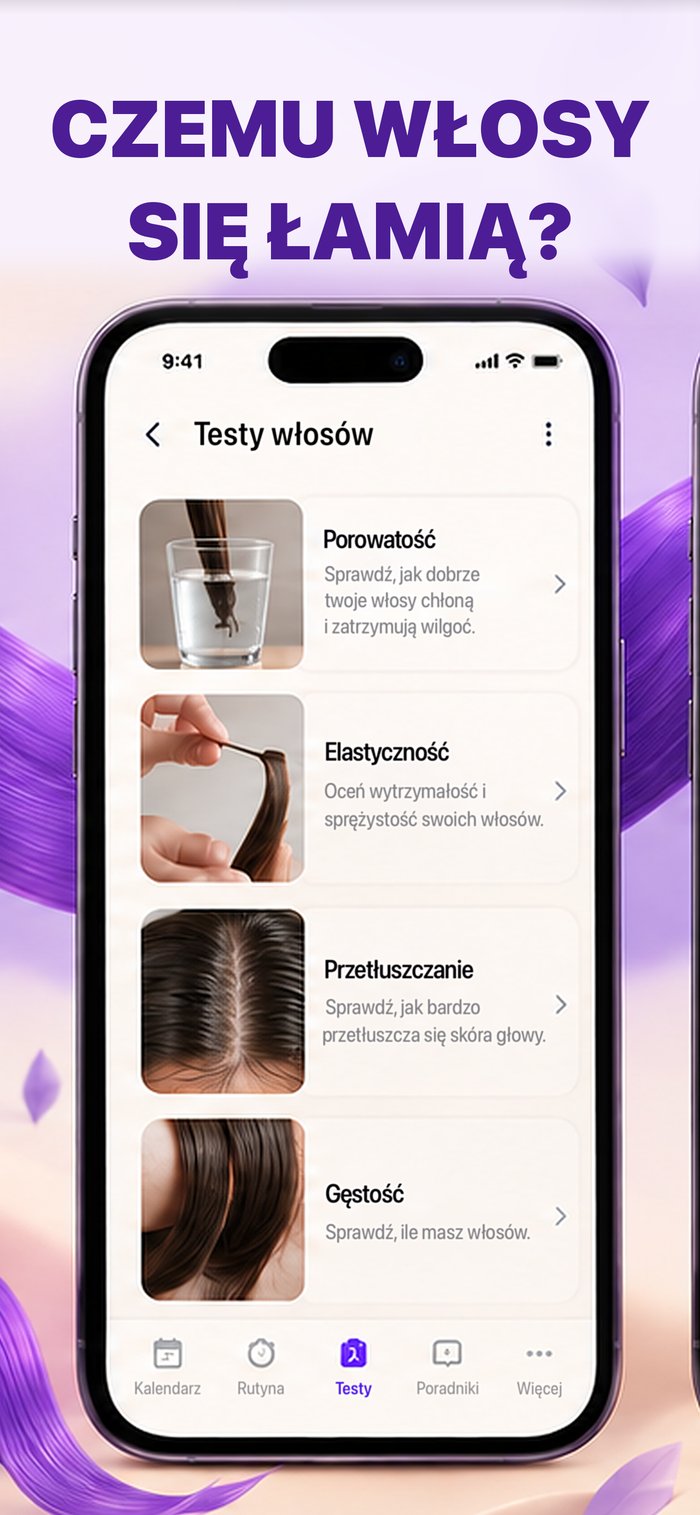 CZEMU WŁOSY
SIĘ ŁAMIĄ?
9:41
Testy włosów
Porowatość
Sprawdź, jak dobrze
twoje włosy chłoną
i zatrzymują wilgoć.
Elastyczność
Oceń wytrzymałość i
sprężystość swoich włosów.
Przetłuszczanie
Sprawdź, jak bardzo
przetłuszcza się skóra głowy.
Gęstość
Sprawdź, ile masz włosów.
Kalendarz Rutyna Testy Poradniki Więcej